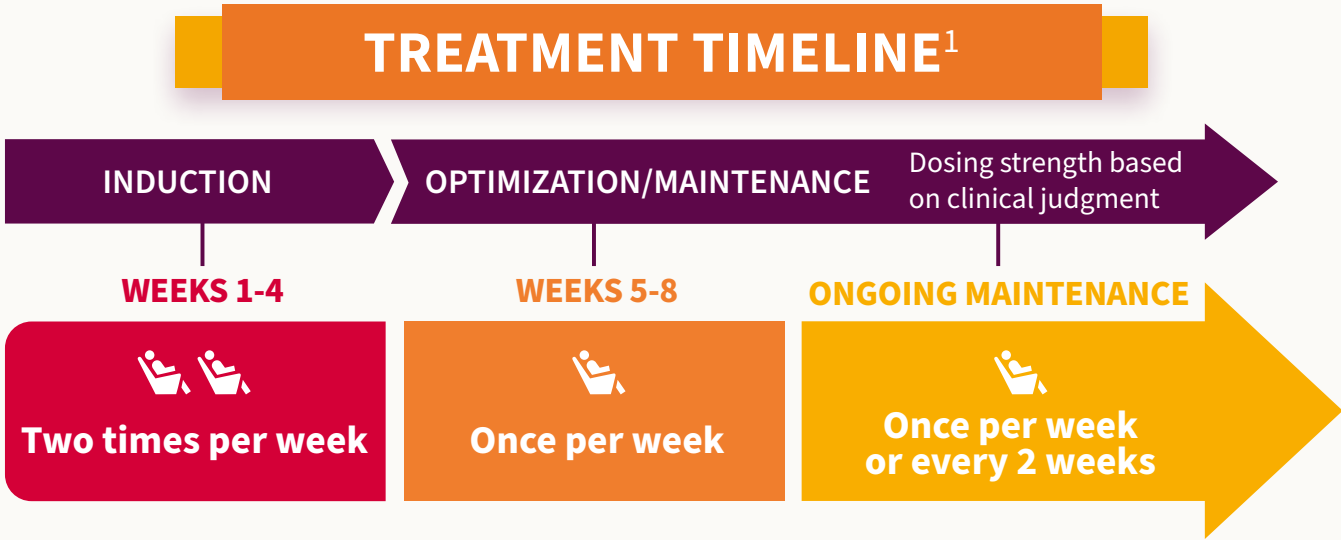 TREATMENT TIMELINE¹
INDUCTION
OPTIMIZATION/MAINTENANCE
Dosing strength based
on clinical judgment
WEEKS 1-4
Two times per week
WEEKS 5-8
Once per week
ONGOING MAINTENANCE
Once per week
or every 2 weeks